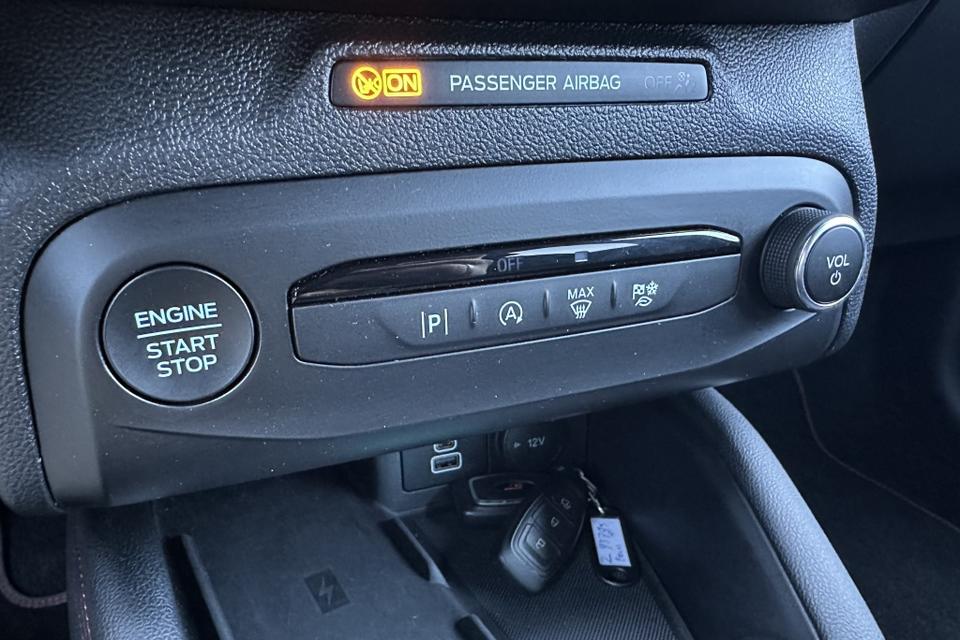 ON PASSENGER AIRBAG OFF
ENGINE
START
STOP
OFF
|P| A MAX
VOL
12V